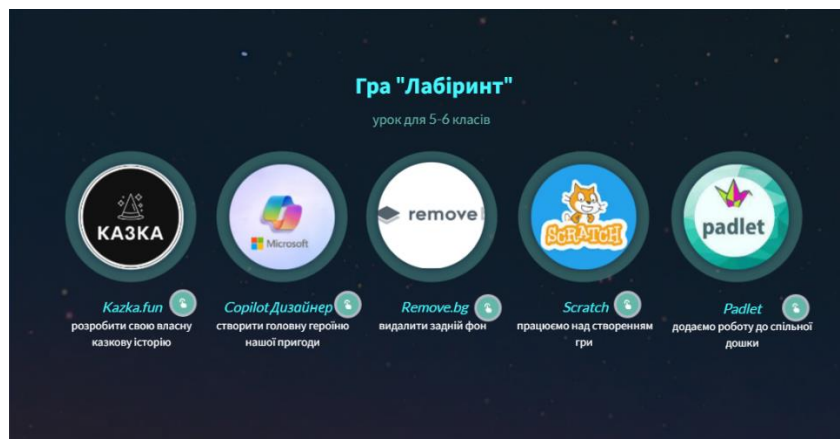 Гра "Лабіринт"
урок для 5-6 класів
КАЗКА
Microsoft
remove
SCRATCH
padlet
Kazka.fun
Copilot Дизайнер
Remove.bg
Scratch
Padlet
розробити свою власну
казкову історію
створити головну героїню
нашої пригоди
видалити задній фон
працюємо над створенням
гри
додаємо роботу до спільної
дошки